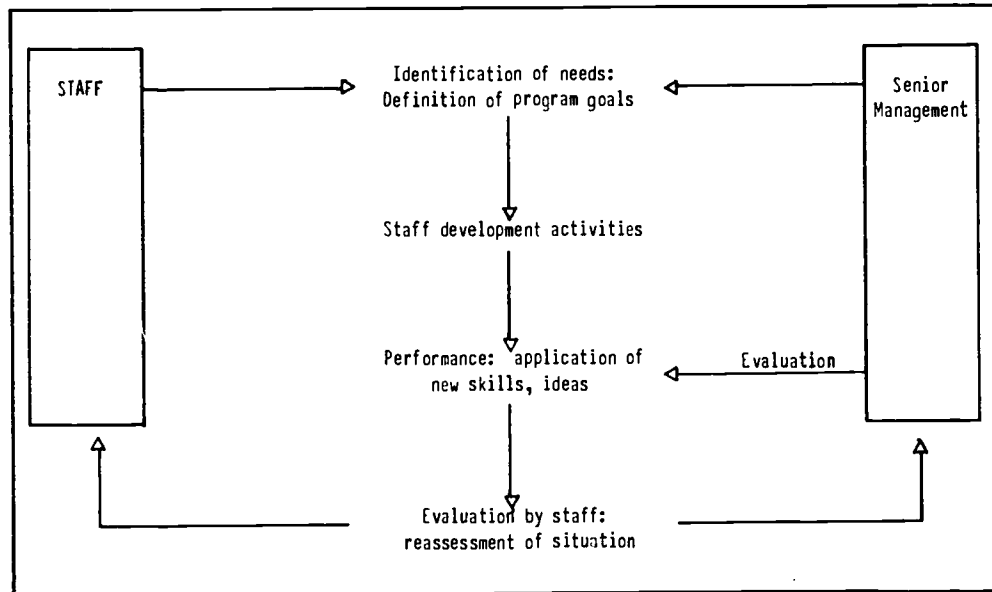 STAFF
Identification of needs:
Definition of program goals
Senior
Management
Staff development activities
Performance: application of
new skills, ideas
Evaluation
Evaluation by staff:
reassessment of situation